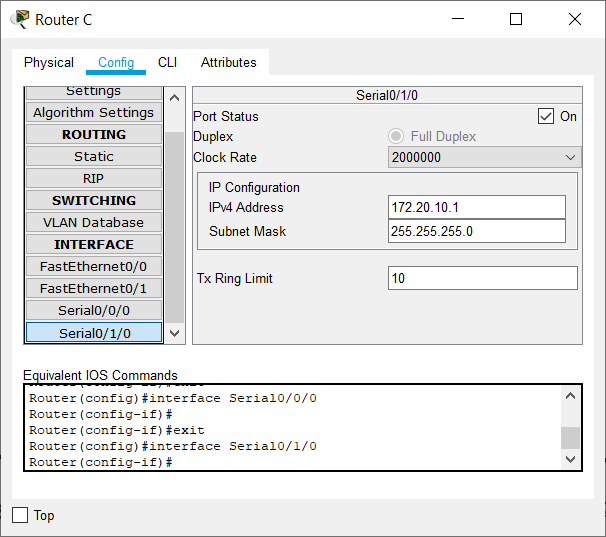 Router C
Physical Config CLI Attributes
Settings
Algorithm Settings
ROUTING
Static
RIP
SWITCHING
VLAN Database
INTERFACE
FastEthernet0/0
FastEthernet0/1
Serial0/0/0
Serial0/1/0
Serial0/1/0
Port Status On
Duplex Full Duplex
Clock Rate 2000000
IP Configuration
IPv4 Address 172.20.10.1
Subnet Mask 255.255.255.0
Tx Ring Limit 10
Equivalent IOS Commands
Router(config-if)#exit
Router(config)#interface Serial0/0/0
Router(config-if)#
Router(config-if)#exit
Router(config)#interface Serial0/1/0
Router(config-if)#
Top